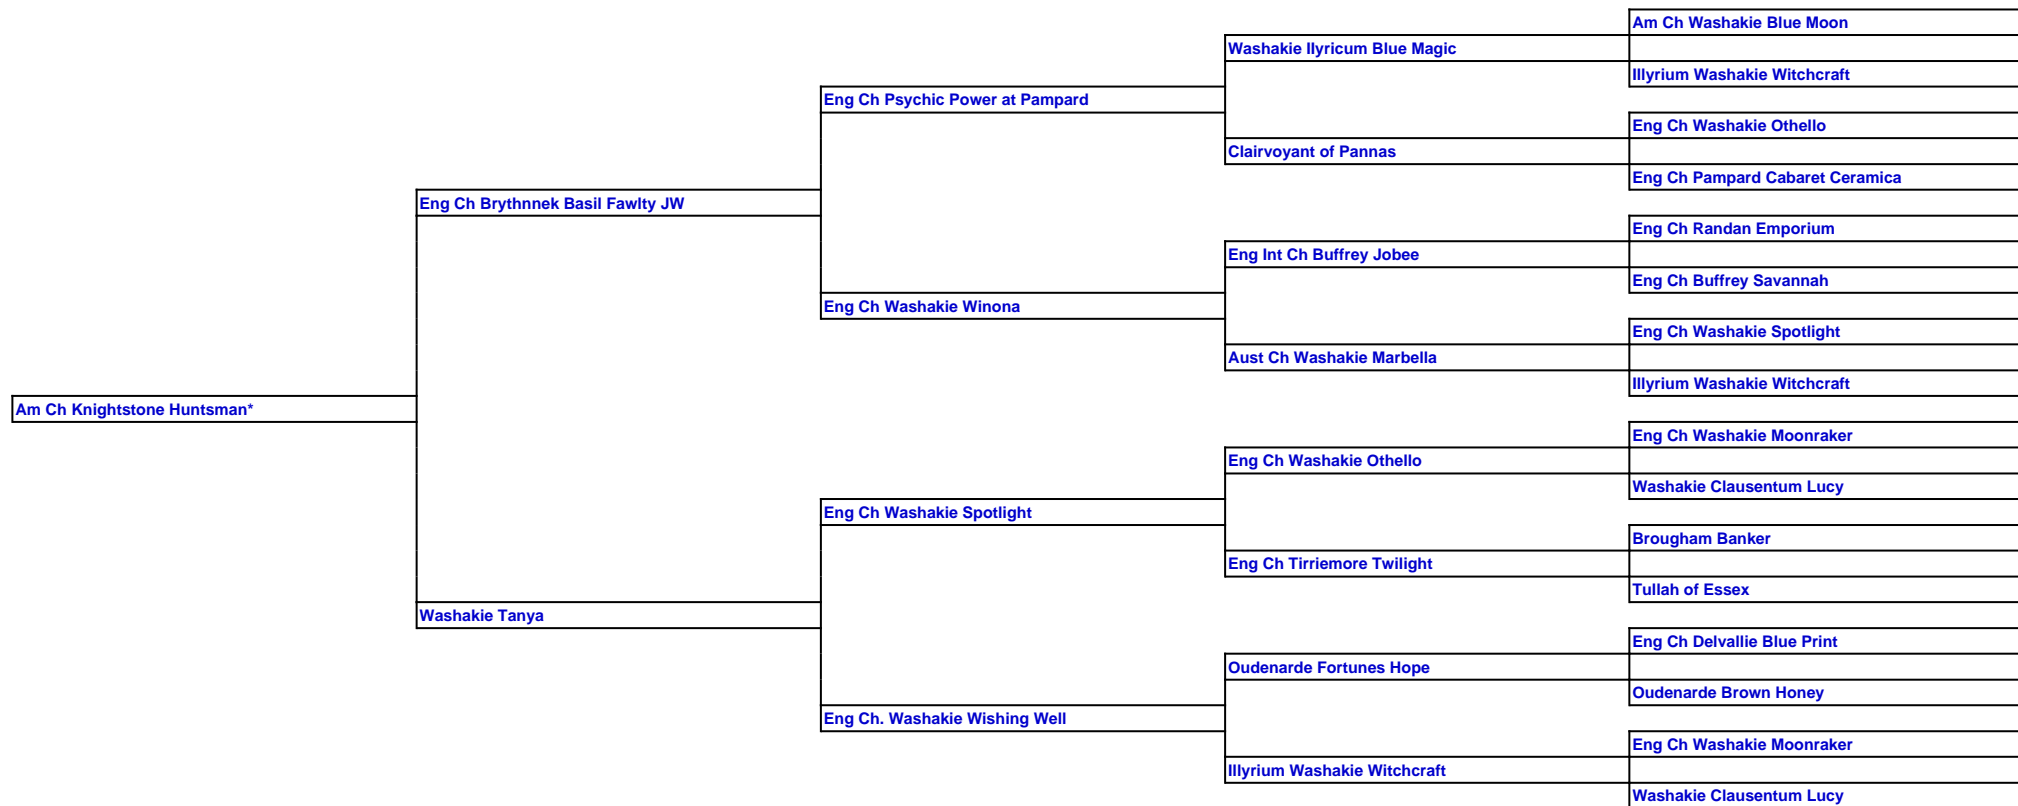 Am Ch Washakie Blue Moon
Washakie Ilyricum Blue Magic
Illyrium Washakie Witchcraft
Eng Ch Psychic Power at Pampard
Eng Ch Washakie Othello
Clairvoyant of Pannas
Eng Ch Pampard Cabaret Ceramica
Eng Ch Brythnnek Basil Fawlty JW
Eng Ch Randan Emporium
Eng Int Ch Buffrey Jobee
Eng Ch Buffrey Savannah
Eng Ch Washakie Winona
Eng Ch Washakie Spotlight
Aust Ch Washakie Marbella
Illyrium Washakie Witchcraft
Am Ch Knightstone Huntsman*
Eng Ch Washakie Moonraker
Eng Ch Washakie Othello
Washakie Clausentum Lucy
Eng Ch Washakie Spotlight
Brougham Banker
Eng Ch Tirriemore Twilight
Tullah of Essex
Washakie Tanya
Eng Ch Delvallie Blue Print
Oudenarde Fortunes Hope
Oudenarde Brown Honey
Eng Ch. Washakie Wishing Well
Eng Ch Washakie Moonraker
Illyrium Washakie Witchcraft
Washakie Clausentum Lucy